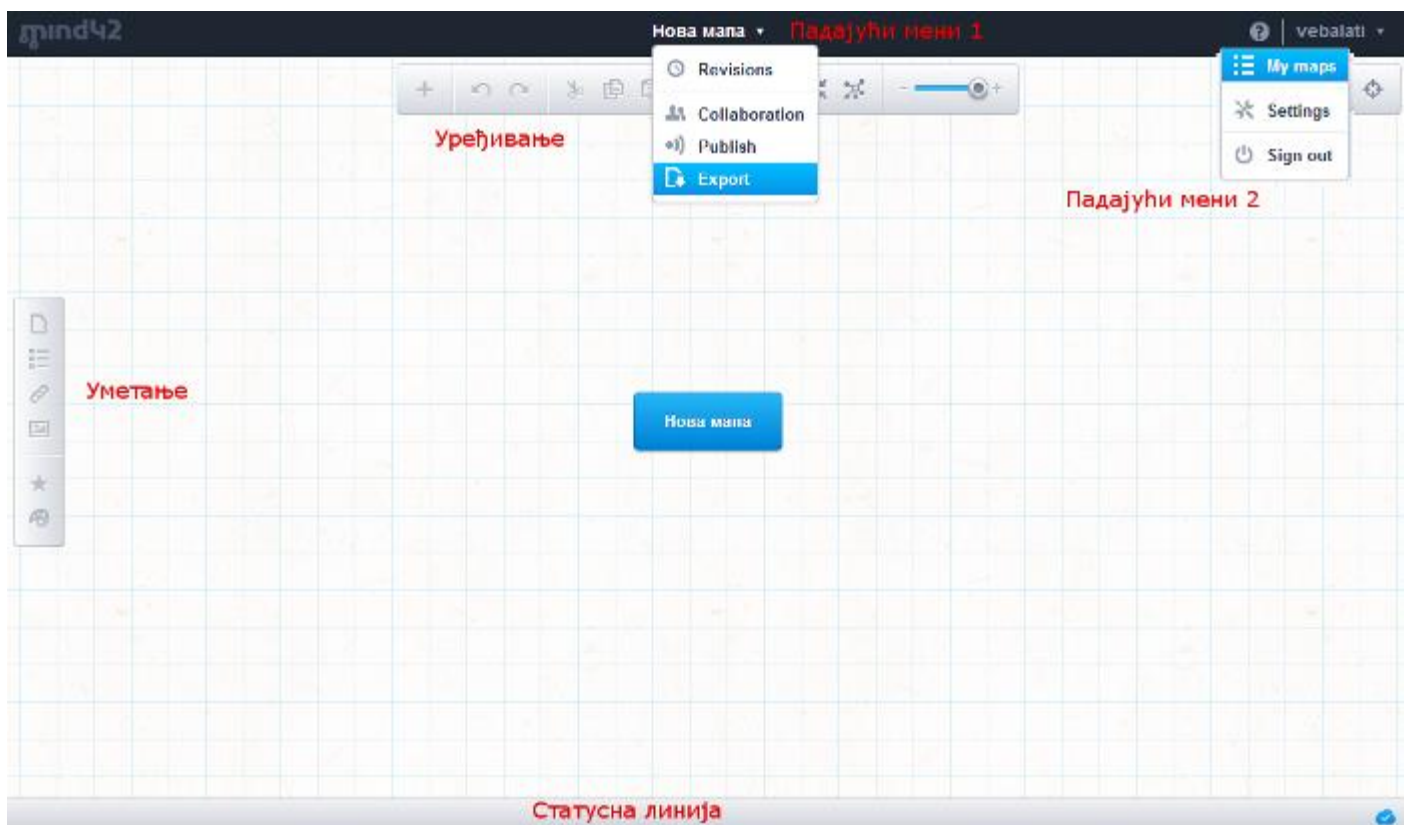 mind42
Нова мапа
Падајући мени 1
vebalati
Revisions
Collaboration
Publish
Export
My maps
Settings
Sign out
Уређивање
Падајући мени 2
Уметање
Нова мапа
Статусна линија